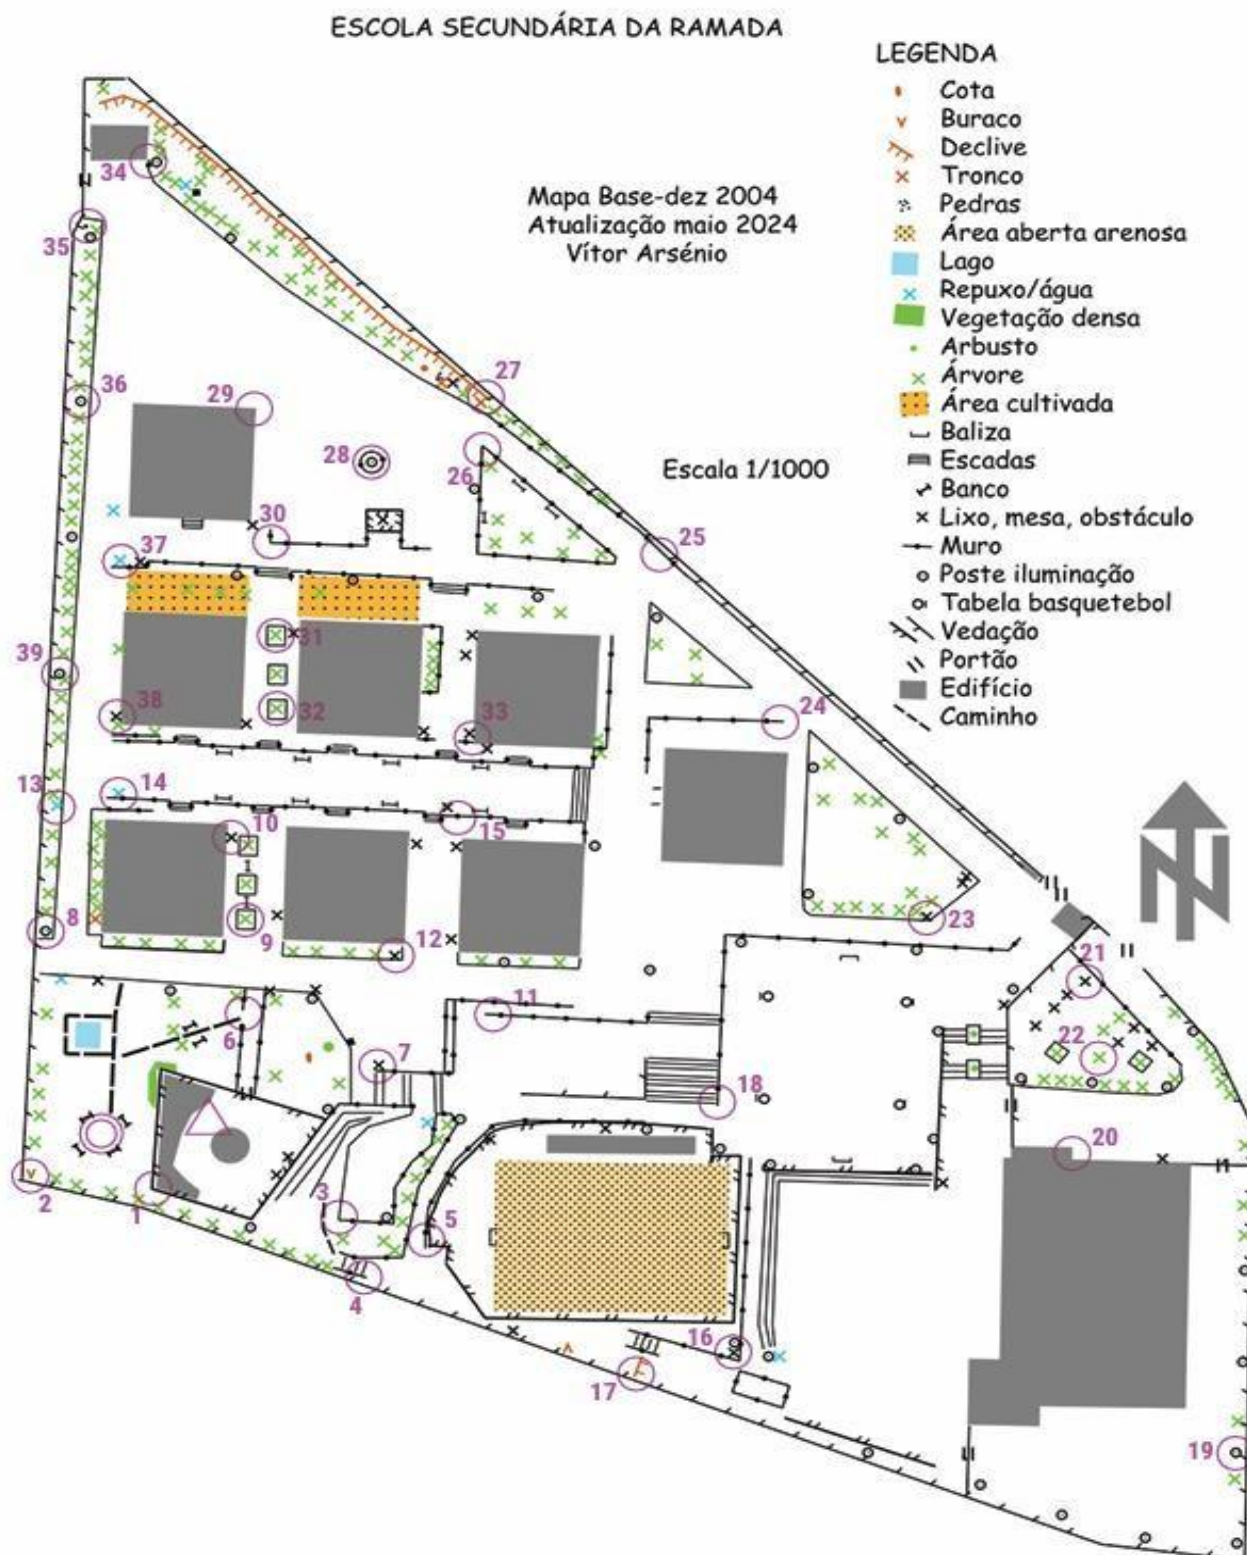 ESCOLA SECUNDÁRIA DA RAMADA
LEGENDA
Cota
Buraco
Declive
Tronco
Pedras
Área aberta arenosa
Lago
Repuxo/água
Vegetação densa
Arbusto
Árvore
Área cultivada
Baliza
Escadas
Banco
Lixo, mesa, obstáculo
Muro
Poste iluminação
Tabela basquetebol
Vedação
Portão
Edifício
Caminho
Mapa Base-dez 2004
Atualização maio 2024
Vítor Arsénio
Escala 1/1000
34
35
36
29
27
28
26
30
25
37
31
39
38
32
33
24
13
14
10
15
8
9
12
23
11
21
6
7
22
18
20
2
1
3
5
4
16
17
19
N